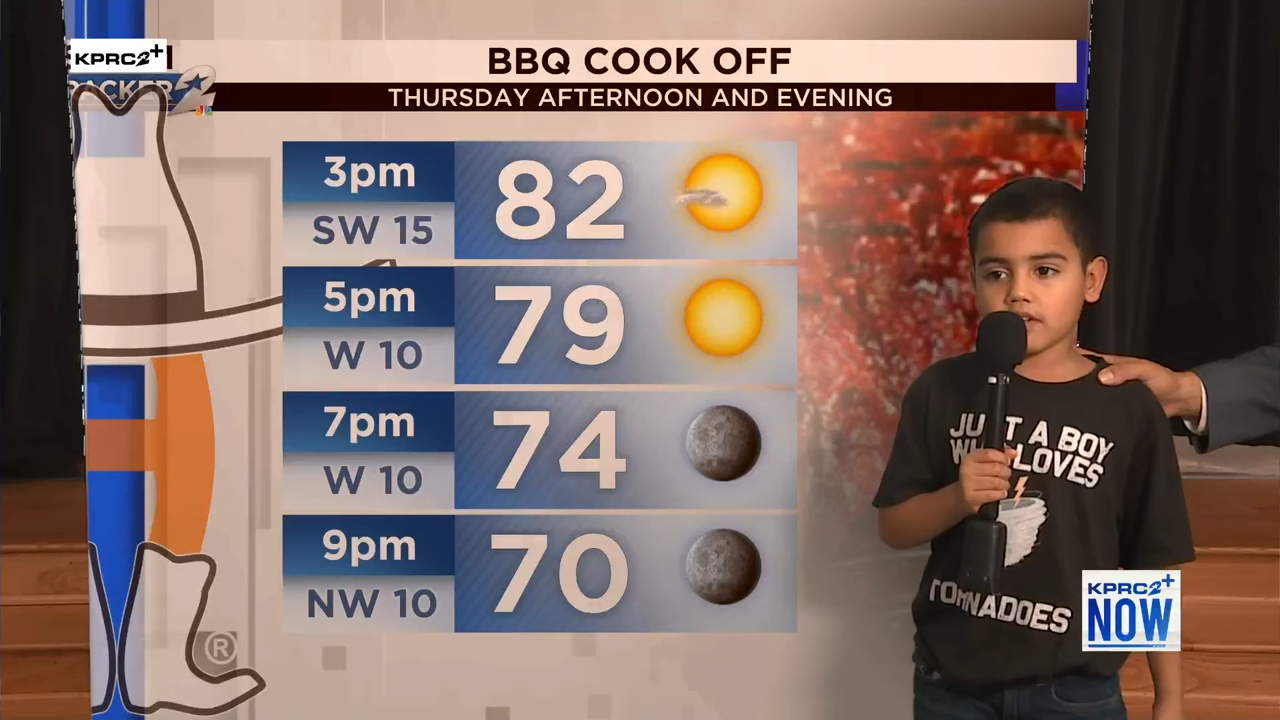 KPRC2+
BBQ COOK OFF
THURSDAY AFTERNOON AND EVENING
3pm
SW 15
82
5pm
W 10
79
7pm
W 10
74
9pm
NW 10
70
®
JUST A BOY
LOVES
TORNADOES
KPRC2+
NOW